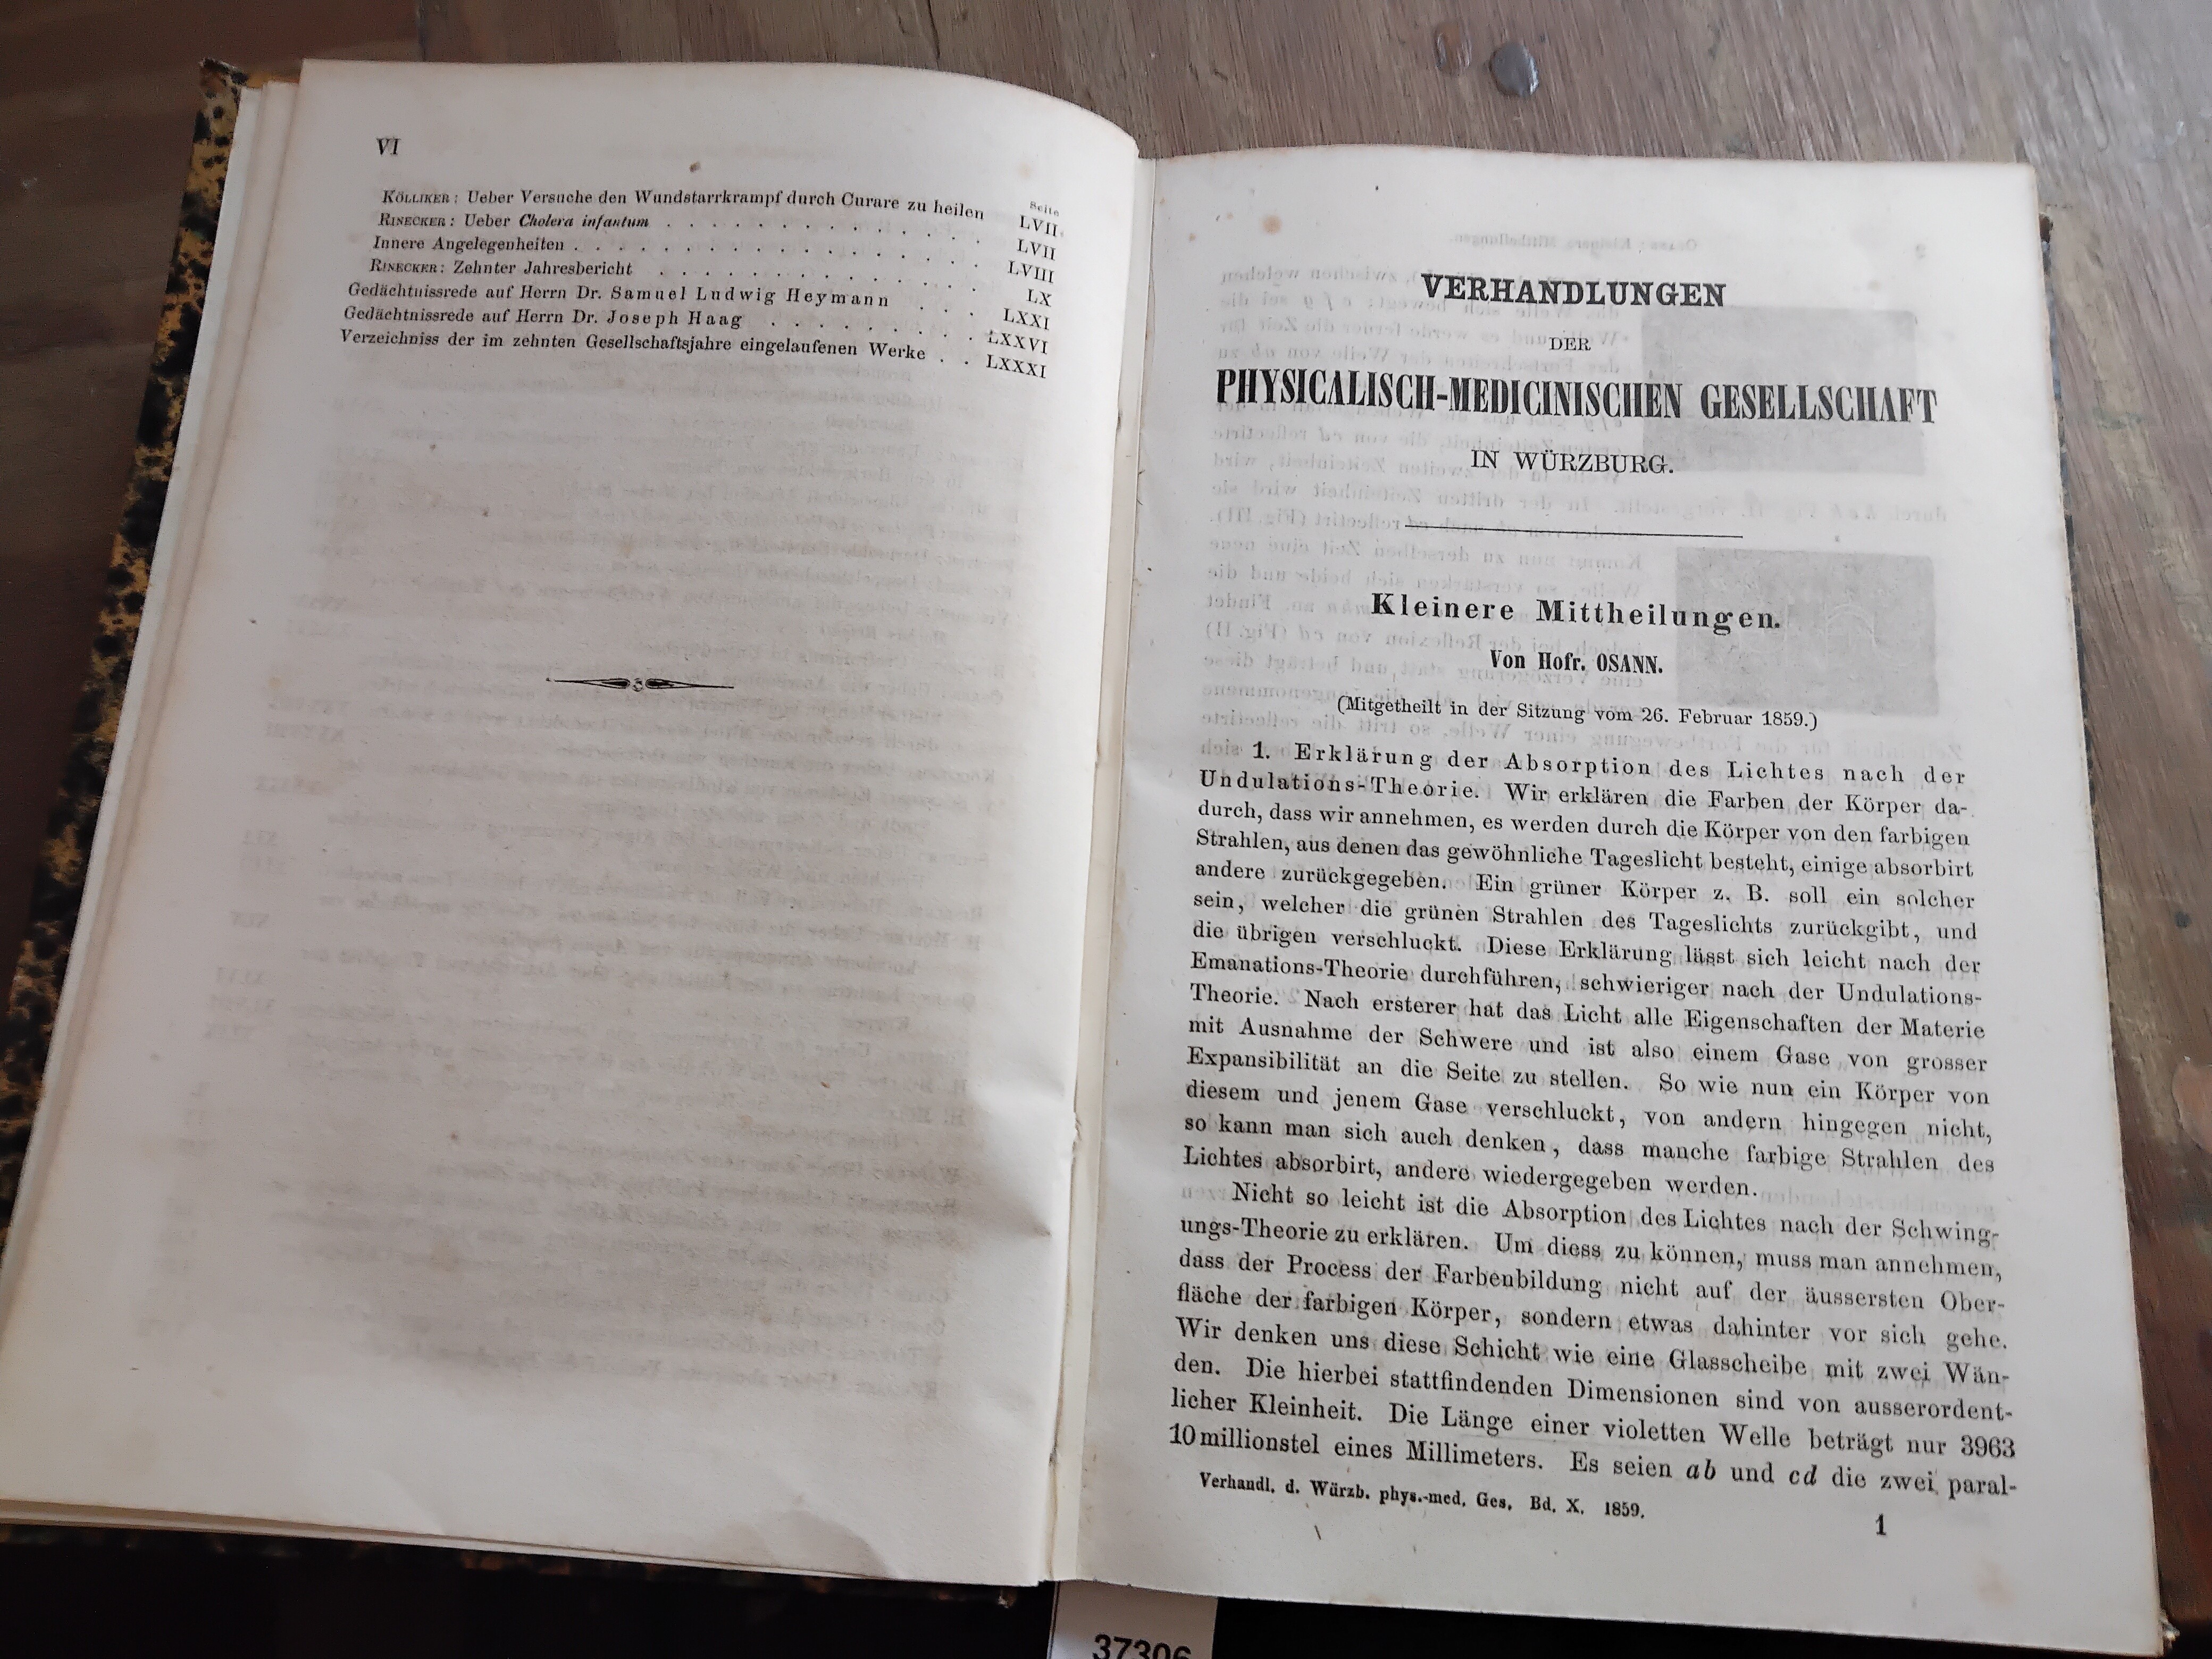 VI
Seite
KÖLLIKER: Ueber Versuche den Wundstarrkrampf durch Curare zu heilen LVII
RINECKER: Ueber Cholera infantum . . . . . . . . . . . . . LVII
Innere Angelegenheiten . . . . . . . . . . . . . . . . LVIII
RINECKER: Zehnter Jahresbericht . . . . . . . . . . . . . LX
Gedächtnissrede auf Herrn Dr. Samuel Ludwig Heymann . . . LXXI
Gedächtnissrede auf Herrn Dr. Joseph Haag . . . . . . . . . LXXVI
Verzeichniss der im zehnten Gesellschaftsjahre eingelaufenen Werke . . LXXXI
VERHANDLUNGEN
DER
PHYSICALISCH-MEDICINISCHEN GESELLSCHAFT
IN WÜRZBURG.
Kleinere Mittheilungen.
Von Hofr. OSANN.
(Mitgetheilt in der Sitzung vom 26. Februar 1859.)
1. Erklärung der Absorption des Lichtes nach der
Undulations-Theorie. Wir erklären die Farben der Körper da-
durch, dass wir annehmen, es werden durch die Körper von den farbigen
Strahlen, aus denen das gewöhnliche Tageslicht besteht, einige absorbirt
andere zurückgegeben. Ein grüner Körper z. B. soll ein solcher
sein, welcher die grünen Strahlen des Tageslichts zurückgibt, und
die übrigen verschluckt. Diese Erklärung lässt sich leicht nach der
Emanations-Theorie durchführen, schwieriger nach der Undulations-
Theorie. Nach ersterer hat das Licht alle Eigenschaften der Materie
mit Ausnahme der Schwere und ist also einem Gase von grosser
Expansibilität an die Seite zu stellen. So wie nun ein Körper von
diesem und jenem Gase verschluckt, von andern hingegen nicht,
so kann man sich auch denken, dass manche farbige Strahlen des
Lichtes absorbirt, andere wiedergegeben werden.
Nicht so leicht ist die Absorption des Lichtes nach der Schwing-
ungs-Theorie zu erklären. Um diess zu können, muss man annehmen,
dass der Process der Farbenbildung nicht auf der äussersten Ober-
fläche der farbigen Körper, sondern etwas dahinter vor sich gehe.
Wir denken uns diese Schicht wie eine Glasscheibe mit zwei Wän-
den. Die hierbei stattfindenden Dimensionen sind von ausserordent-
licher Kleinheit. Die Länge einer violetten Welle beträgt nur 3963
10millionstel eines Millimeters. Es seien ab und cd die zwei paral-
Verhandl. d. Würzb. phys.-med. Ges. Bd. X. 1859.
1
37306